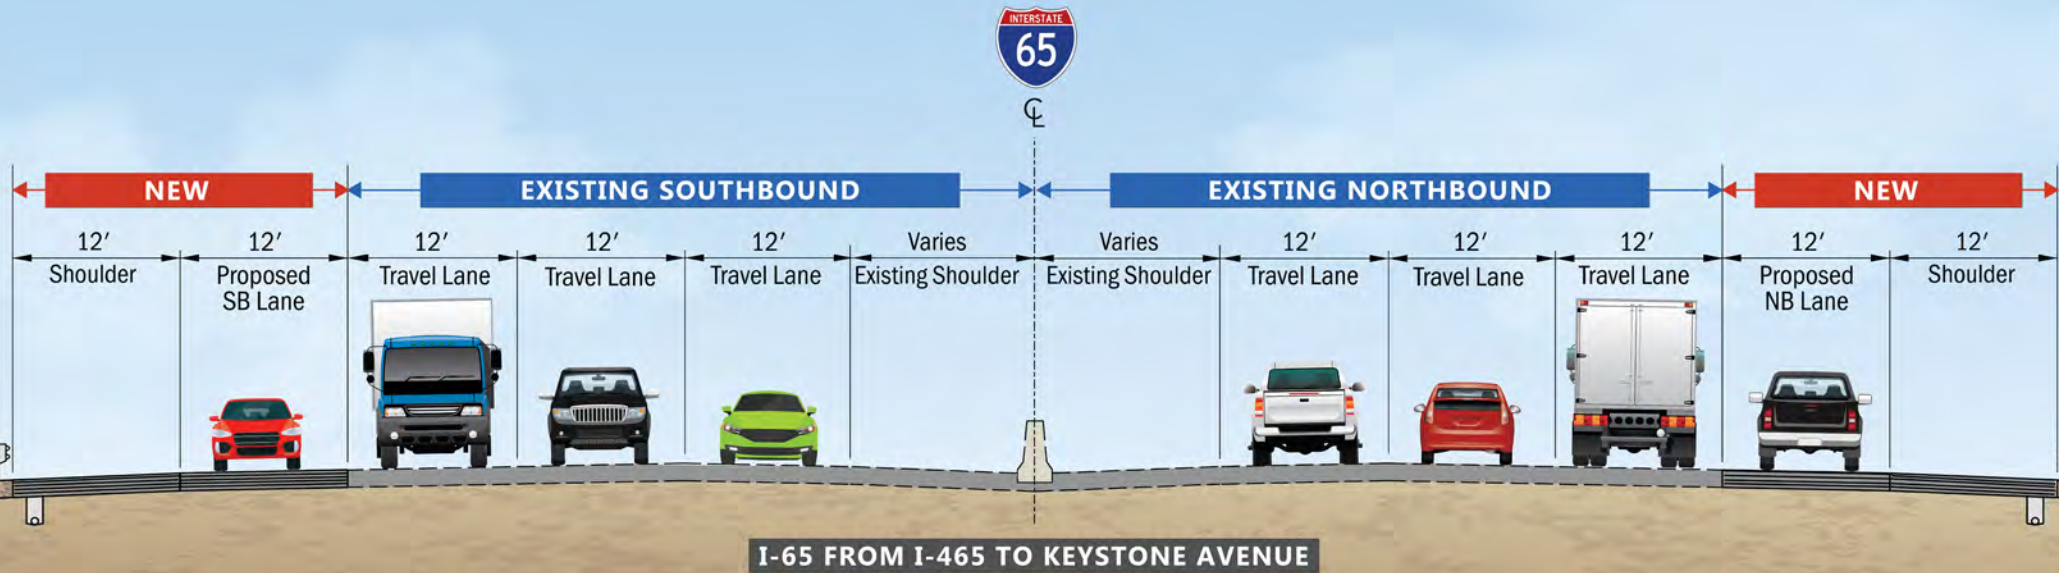 INTERSTATE
65
℄
NEW
EXISTING SOUTHBOUND
EXISTING NORTHBOUND
NEW
12′
12′
12′
12′
12′
Varies
Varies
12′
12′
12′
12′
12′
Shoulder
Proposed
SB Lane
Travel Lane
Travel Lane
Travel Lane
Existing Shoulder
Existing Shoulder
Travel Lane
Travel Lane
Travel Lane
Proposed
NB Lane
Shoulder
I-65 FROM I-465 TO KEYSTONE AVENUE